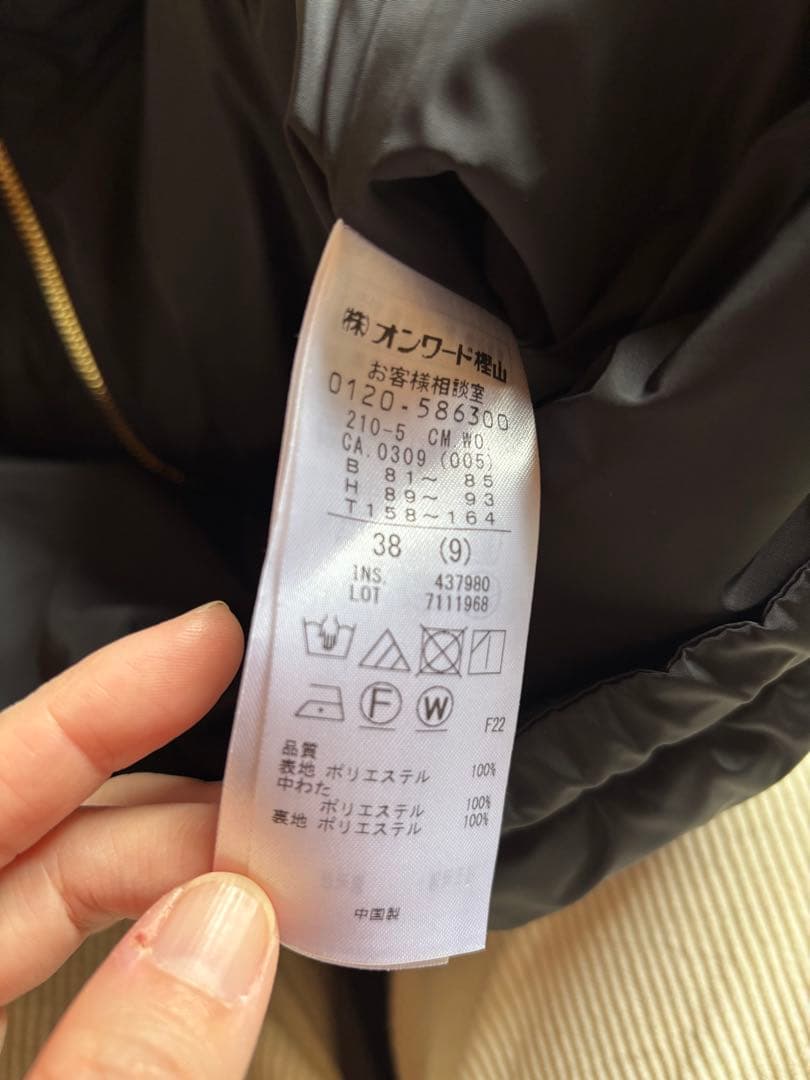 ㈱オンワード樫山
お客様相談室
0120-586300
210-5 CM.WO.
CA.0309 (005)
B 81～ 85
H 89～ 93
T158～164
38 (9)
INS. 437980
LOT 7111968
F W
F22
品質
表地 ポリエステル 100%
中わた
ポリエステル 100%
裏地 ポリエステル 100%
中国製